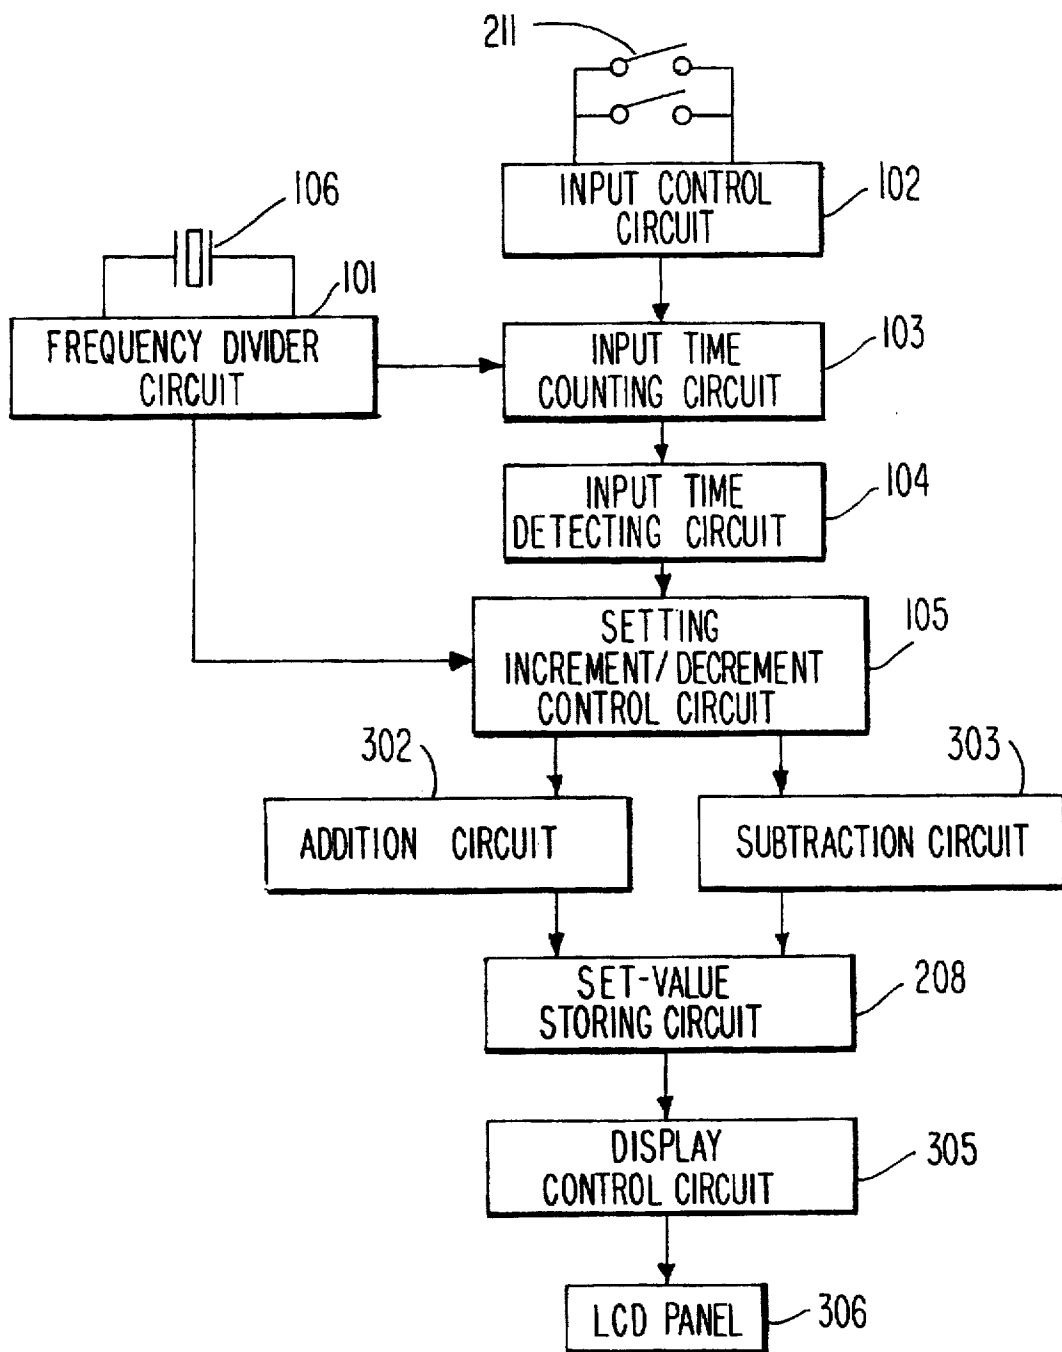 211
INPUT CONTROL
CIRCUIT
102
106
101
FREQUENCY DIVIDER
CIRCUIT
INPUT TIME
COUNTING CIRCUIT
103
INPUT TIME
DETECTING CIRCUIT
104
SETTING
INCREMENT/DECREMENT
CONTROL CIRCUIT
105
302
ADDITION CIRCUIT
303
SUBTRACTION CIRCUIT
SET-VALUE
STORING CIRCUIT
208
DISPLAY
CONTROL CIRCUIT
305
LCD PANEL
306